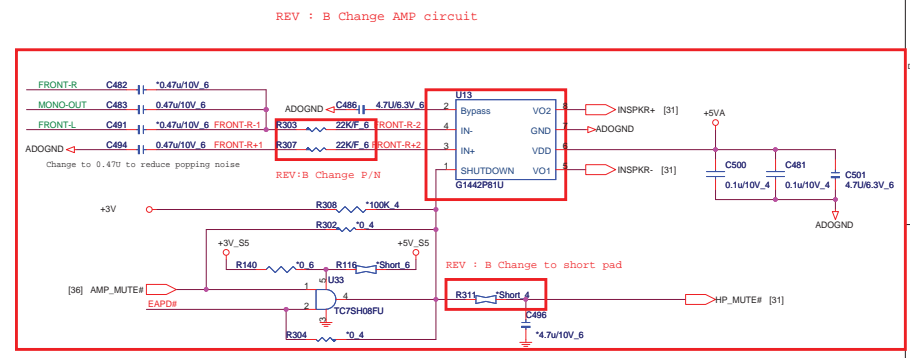 REV : B Change AMP circuit
FRONT-R C482 *0.47u/10V_6 U13
MONO-OUT C483 0.47u/10V_6 ADOGND C486 4.7U/6.3V_6 2 Bypass VO2 8 INSPKR+ [31]
FRONT-L C491 *0.47u/10V_6 FRONT-R-1 R303 22K/F_6 FRONT-R-2 4 IN- GND 7 ADOGND +5VA
ADOGND C494 0.47u/10V_6 FRONT-R+1 R307 22K/F_6 FRONT-R+2 3 IN+ VDD 6
Change to 0.47U to reduce popping noise
REV:B Change P/N 1 SHUTDOWN VO1 5 INSPKR- [31]
G1442P81U
C500 0.1u/10V_4 C481 0.1u/10V_4 C501 4.7U/6.3V_6
ADOGND
+3V R308 *100K_4
R302 *0_4
+3V_S5 +5V_S5
R140 *0_6 R116 *Short_6
REV : B Change to short pad
[36] AMP_MUTE# 1 5 U33
EAPD# 2 4 TC7SH08FU 3
R311 *Short_4 HP_MUTE# [31]
C496
*4.7u/10V_6
R304 *0_4